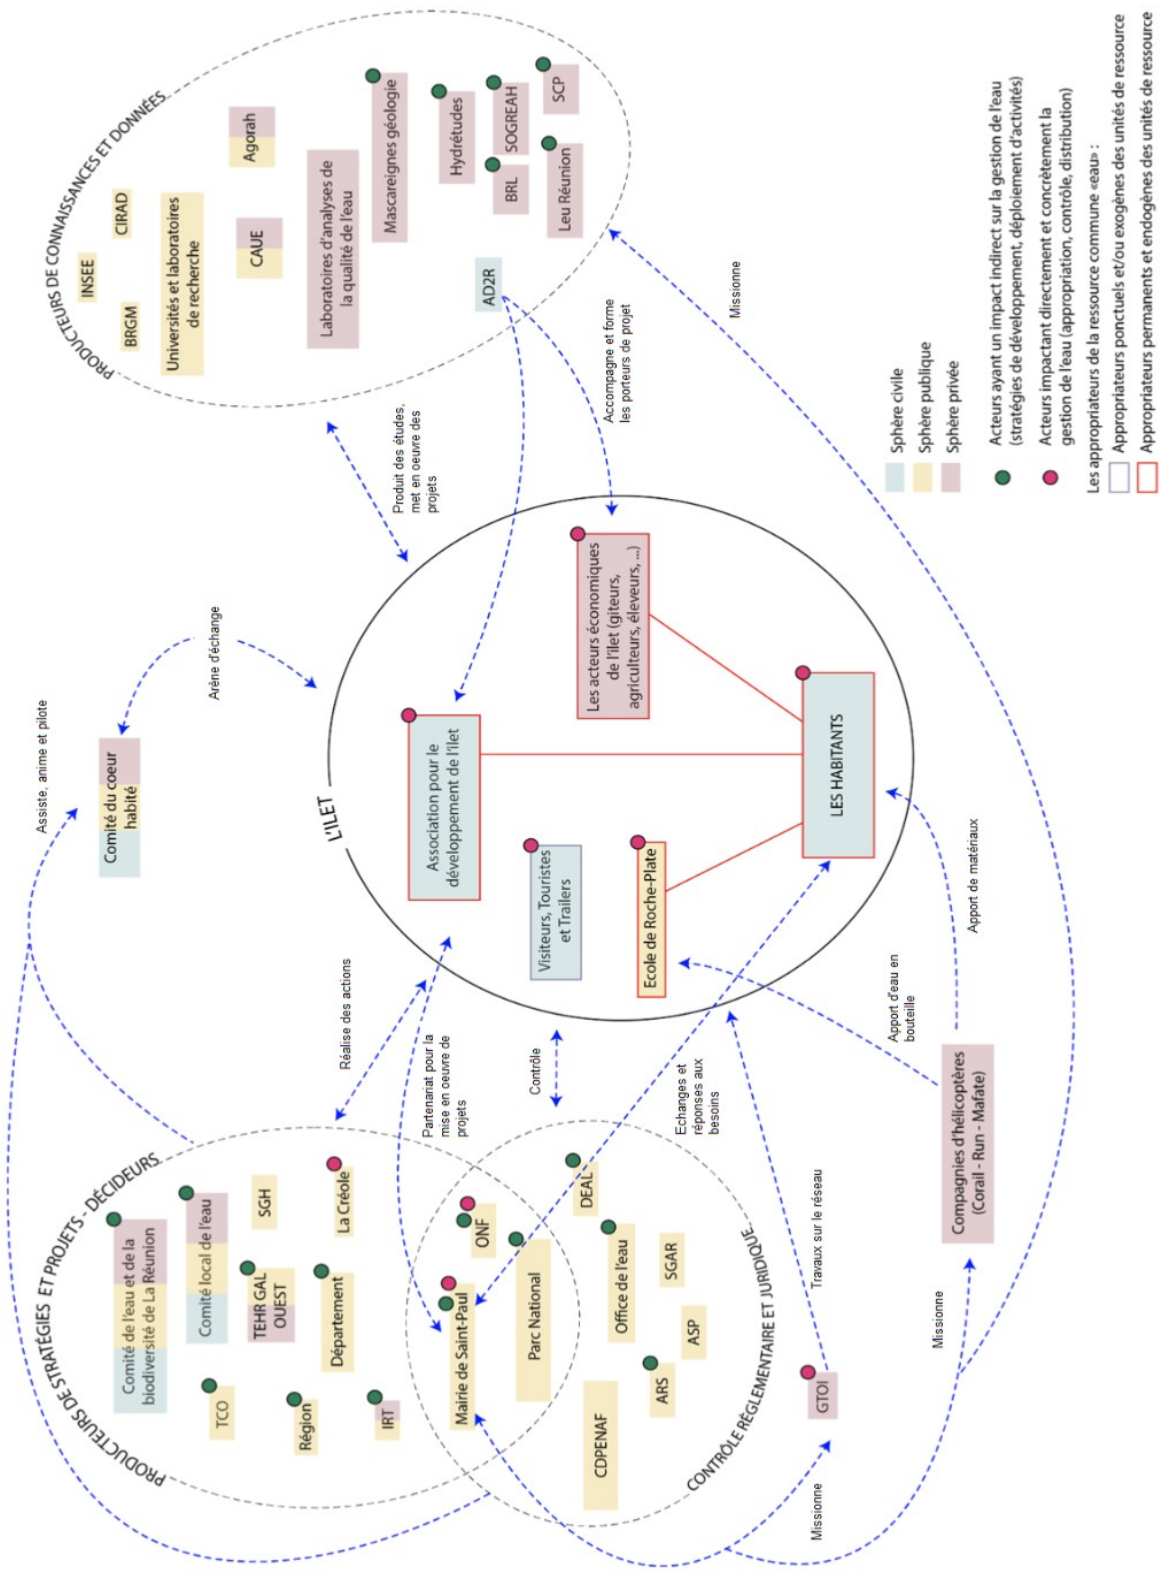 PRODUCTEURS DE STRATÉGIES ET PROJETS - DÉCIDEURS
Comité de l'eau et de la
biodiversité de La Réunion
Comité local de l'eau
TCO
TEHR GAL
OUEST
SGH
Région
Département
La Créole
IRT
Mairie de Saint-Paul
ONF
Parc National
DEAL
Office de l'eau
CDPENAF
ARS
SGAR
ASP
CONTRÔLE RÉGLEMENTAIRE ET JURIDIQUE
GTOI
Compagnies d'hélicoptères
(Corail - Run - Mafate)
Missionne
Missionne
Travaux sur le réseau
Réalise des actions
Partenariat pour la
mise en oeuvre de
projets
Contrôle
Echanges et
réponses aux
besoins
Apport d'eau en
bouteille
Apport de matériaux
Assiste, anime et pilote
Comité du coeur
habité
Arène d'échange
L'ILET
Association pour le
développement de l'ilet
Visiteurs, Touristes
et Trailers
Ecole de Roche-Plate
Les acteurs économiques
de l'ilet (giteurs,
agriculteurs, éleveurs, ...)
LES HABITANTS
Produit des études,
met en oeuvre des
projets
Accompagne et forme
les porteurs de projet
Missionne
PRODUCTEURS DE CONNAISSANCES ET DONNÉES
INSEE
BRGM
CIRAD
Universités et laboratoires
de recherche
CAUE
Agorah
Laboratoires d'analyses de
la qualité de l'eau
Mascareignes géologie
Hydrétudes
AD2R
BRL
SOGREAH
Leu Réunion
SCP
Sphère civile
Sphère publique
Sphère privée
Acteurs ayant un impact indirect sur la gestion de l'eau
(stratégies de développement, déploiement d'activités)
Acteurs impactant directement et concrètement la
gestion de l'eau (appropriation, contrôle, distribution)
Les appropriateurs de la ressource commune «eau» :
Appropriateurs ponctuels et/ou exogènes des unités de ressource
Appropriateurs permanents et endogènes des unités de ressource